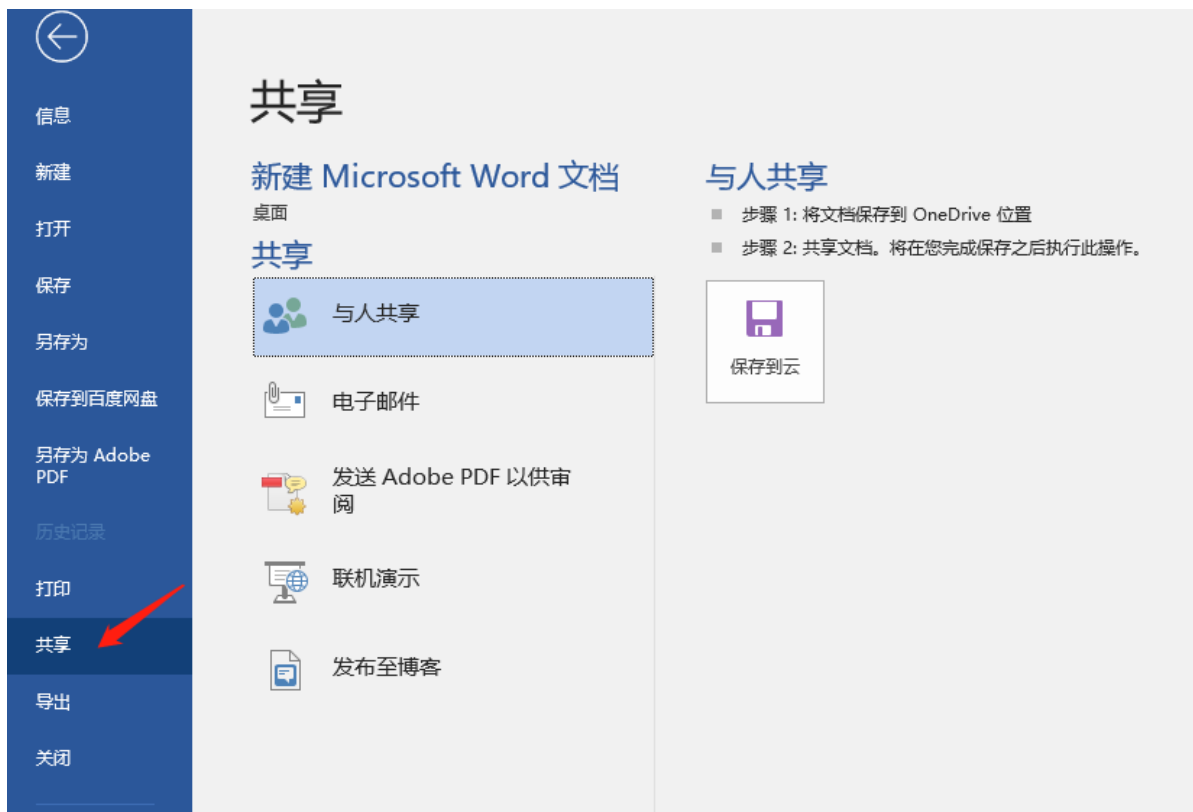 信息
新建
打开
保存
另存为
保存到百度网盘
另存为 Adobe
PDF
历史记录
打印
共享
导出
关闭
共享
新建 Microsoft Word 文档
桌面
共享
与人共享
电子邮件
发送 Adobe PDF 以供审
阅
联机演示
发布至博客
与人共享
步骤 1: 将文档保存到 OneDrive 位置
步骤 2: 共享文档。将在您完成保存之后执行此操作。
保存到云